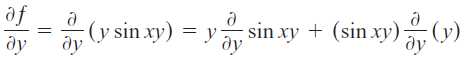 ∂f/∂y = ∂/∂y (y sin xy) = y ∂/∂y sin xy + (sin xy) ∂/∂y (y)